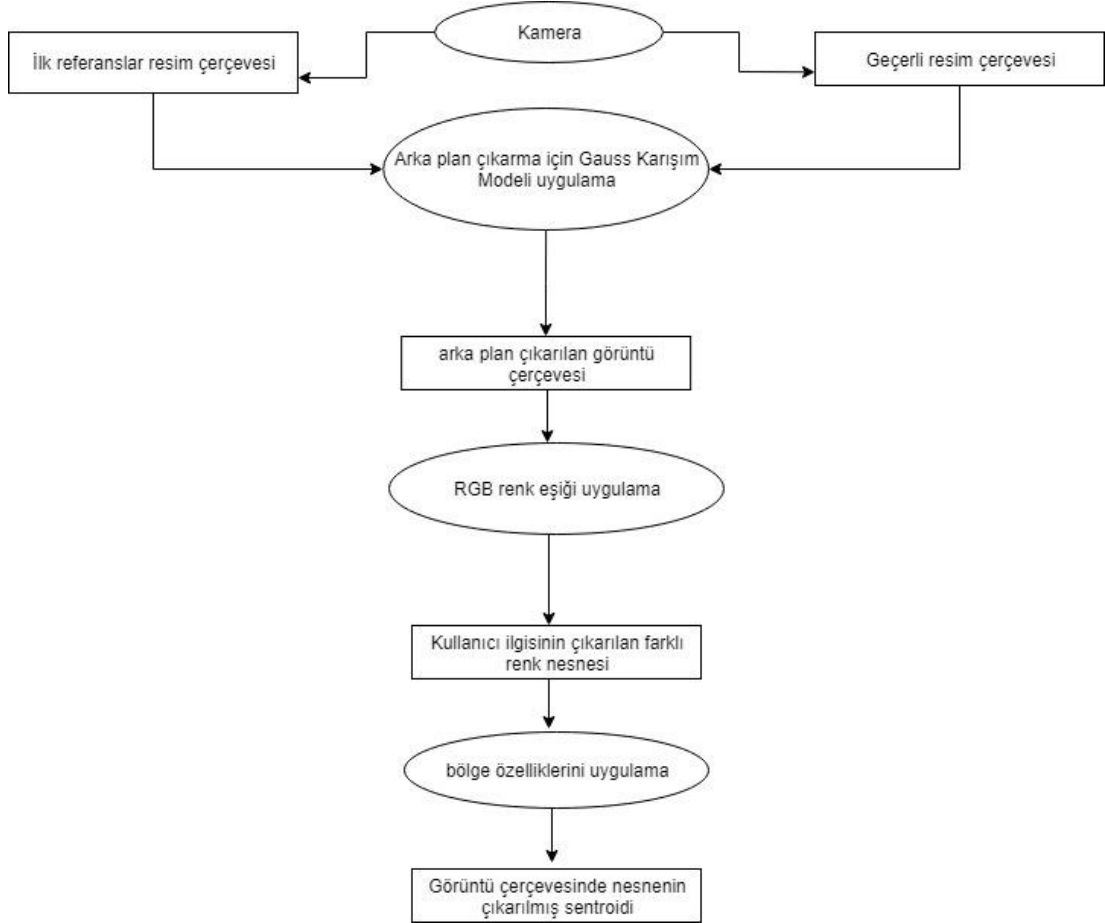 Kamera
İlk referanslar resim çerçevesi
Geçerli resim çerçevesi
Arka plan çıkarma için Gauss Karışım
Modeli uygulama
arka plan çıkarılan görüntü
çerçevesi
RGB renk eşiği uygulama
Kullanıcı ilgisinin çıkarılan farklı
renk nesnesi
bölge özelliklerini uygulama
Görüntü çerçevesinde nesnenin
çıkarılmış sentroidi